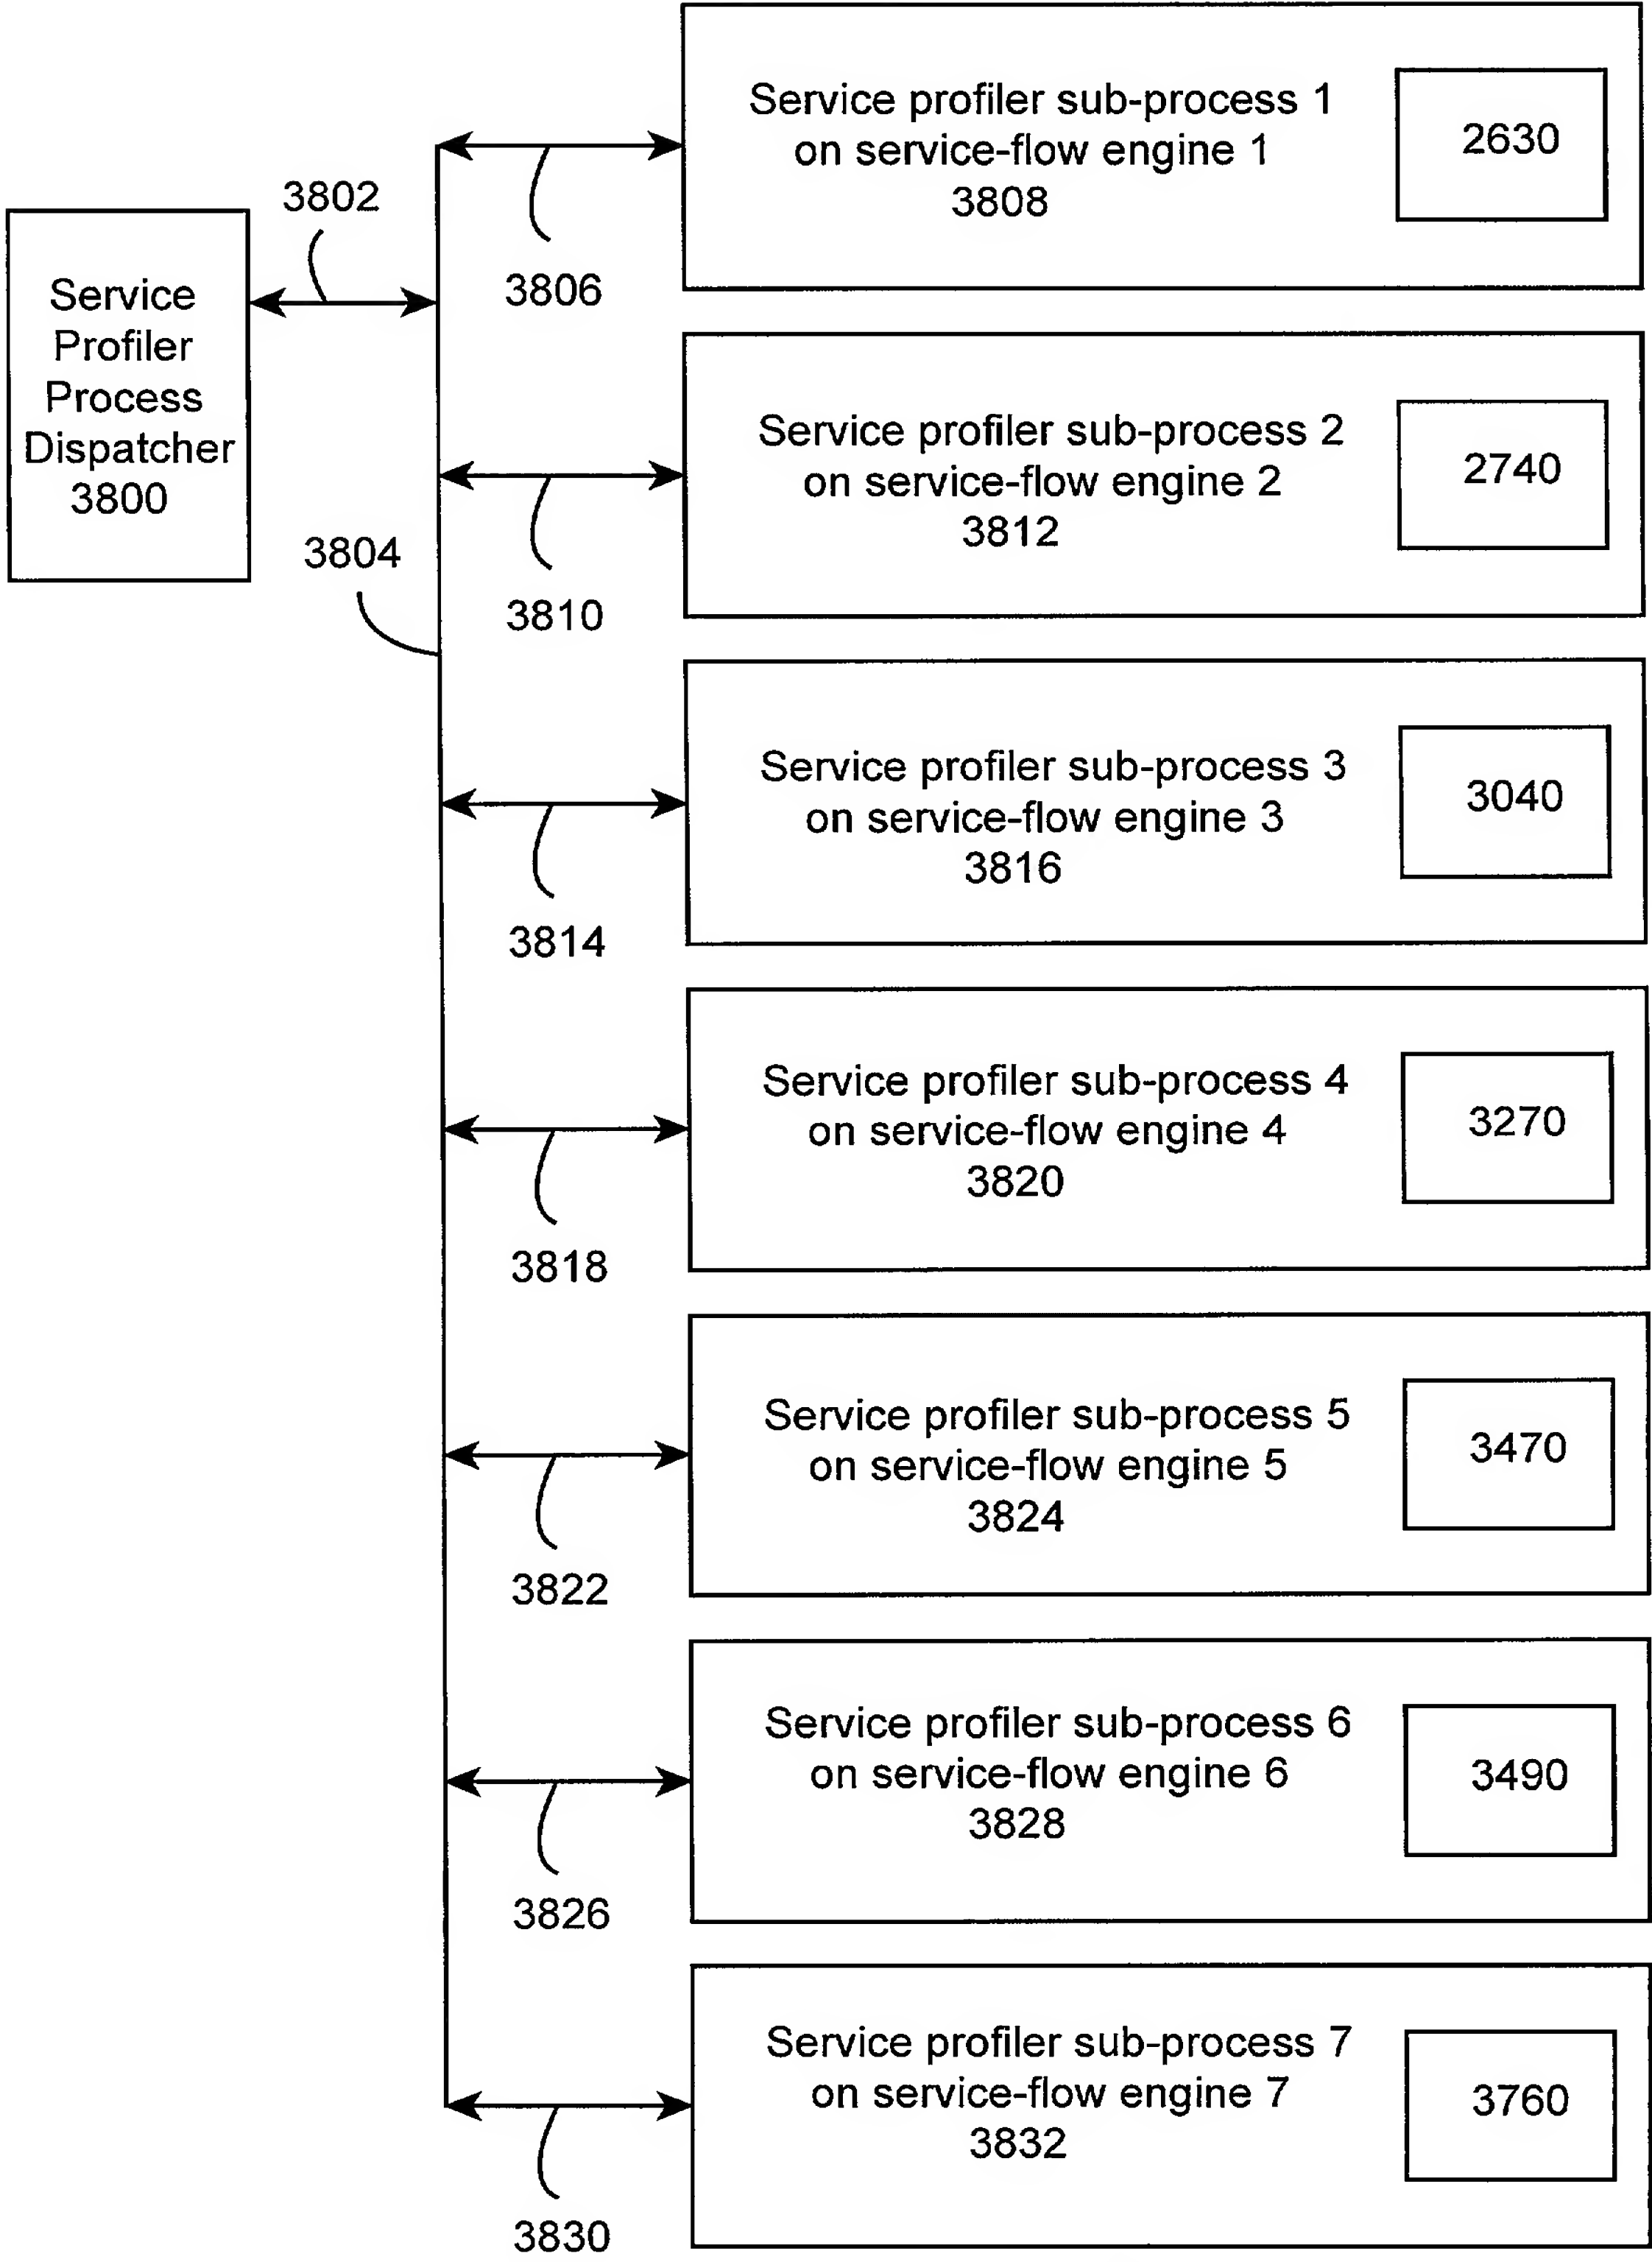 Service
Profiler
Process
Dispatcher
3800
3802
3804
3806
Service profiler sub-process 1
on service-flow engine 1
3808
2630
3810
Service profiler sub-process 2
on service-flow engine 2
3812
2740
3814
Service profiler sub-process 3
on service-flow engine 3
3816
3040
3818
Service profiler sub-process 4
on service-flow engine 4
3820
3270
3822
Service profiler sub-process 5
on service-flow engine 5
3824
3470
3826
Service profiler sub-process 6
on service-flow engine 6
3828
3490
3830
Service profiler sub-process 7
on service-flow engine 7
3832
3760